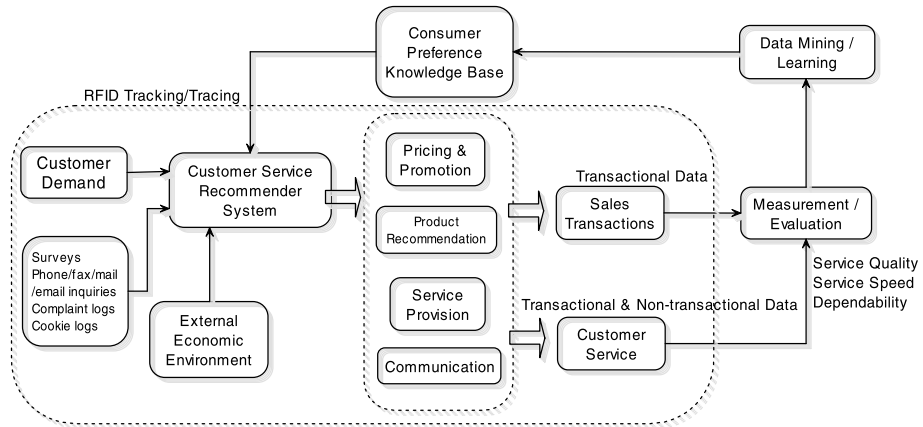 Consumer
Preference
Knowledge Base
Data Mining /
Learning
RFID Tracking/Tracing
Customer
Demand
Customer Service
Recommender
System
Pricing &
Promotion
Product
Recommendation
Service
Provision
Communication
Transactional Data
Sales
Transactions
Measurement /
Evaluation
Surveys
Phone/fax/mail
/email inquiries
Complaint logs
Cookie logs
External
Economic
Environment
Transactional & Non-transactional Data
Customer
Service
Service Quality
Service Speed
Dependability